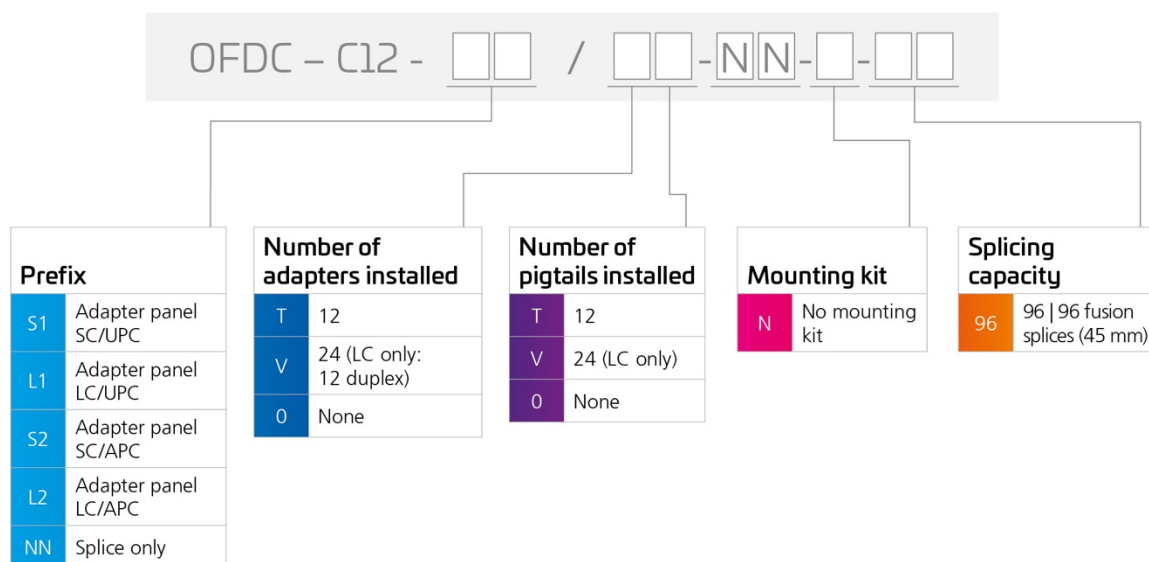 OFDC – C12 - / -NN- -
Prefix
S1 Adapter panel
SC/UPC
L1 Adapter panel
LC/UPC
S2 Adapter panel
SC/APC
L2 Adapter panel
LC/APC
NN Splice only
Number of
adapters installed
T 12
V 24 (LC only:
12 duplex)
0 None
Number of
pigtails installed
T 12
V 24 (LC only)
0 None
Mounting kit
N No mounting
kit
Splicing
capacity
96 96 | 96 fusion
splices (45 mm)